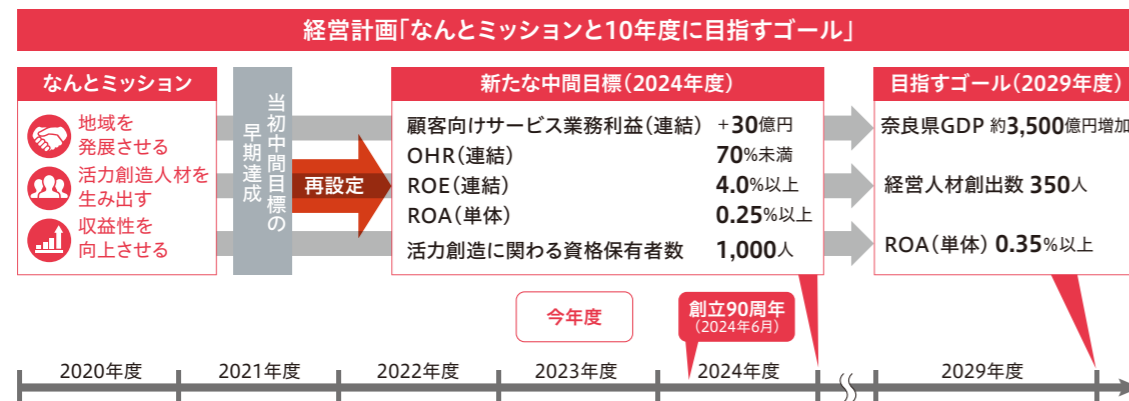 経営計画「なんとミッションと10年度に目指すゴール」
なんとミッション
地域を
発展させる
活力創造人材を
生み出す
収益性を
向上させる
当初中間目標の
早期達成
再設定
新たな中間目標(2024年度)
顧客向けサービス業務利益(連結) +30億円
OHR(連結) 70%未満
ROE(連結) 4.0%以上
ROA(単体) 0.25%以上
活力創造に関わる資格保有者数 1,000人
目指すゴール(2029年度)
奈良県GDP 約3,500億円増加
経営人材創出数 350人
ROA(単体) 0.35%以上
今年度
創立90周年
(2024年6月)
2020年度 2021年度 2022年度 2023年度 2024年度 2029年度